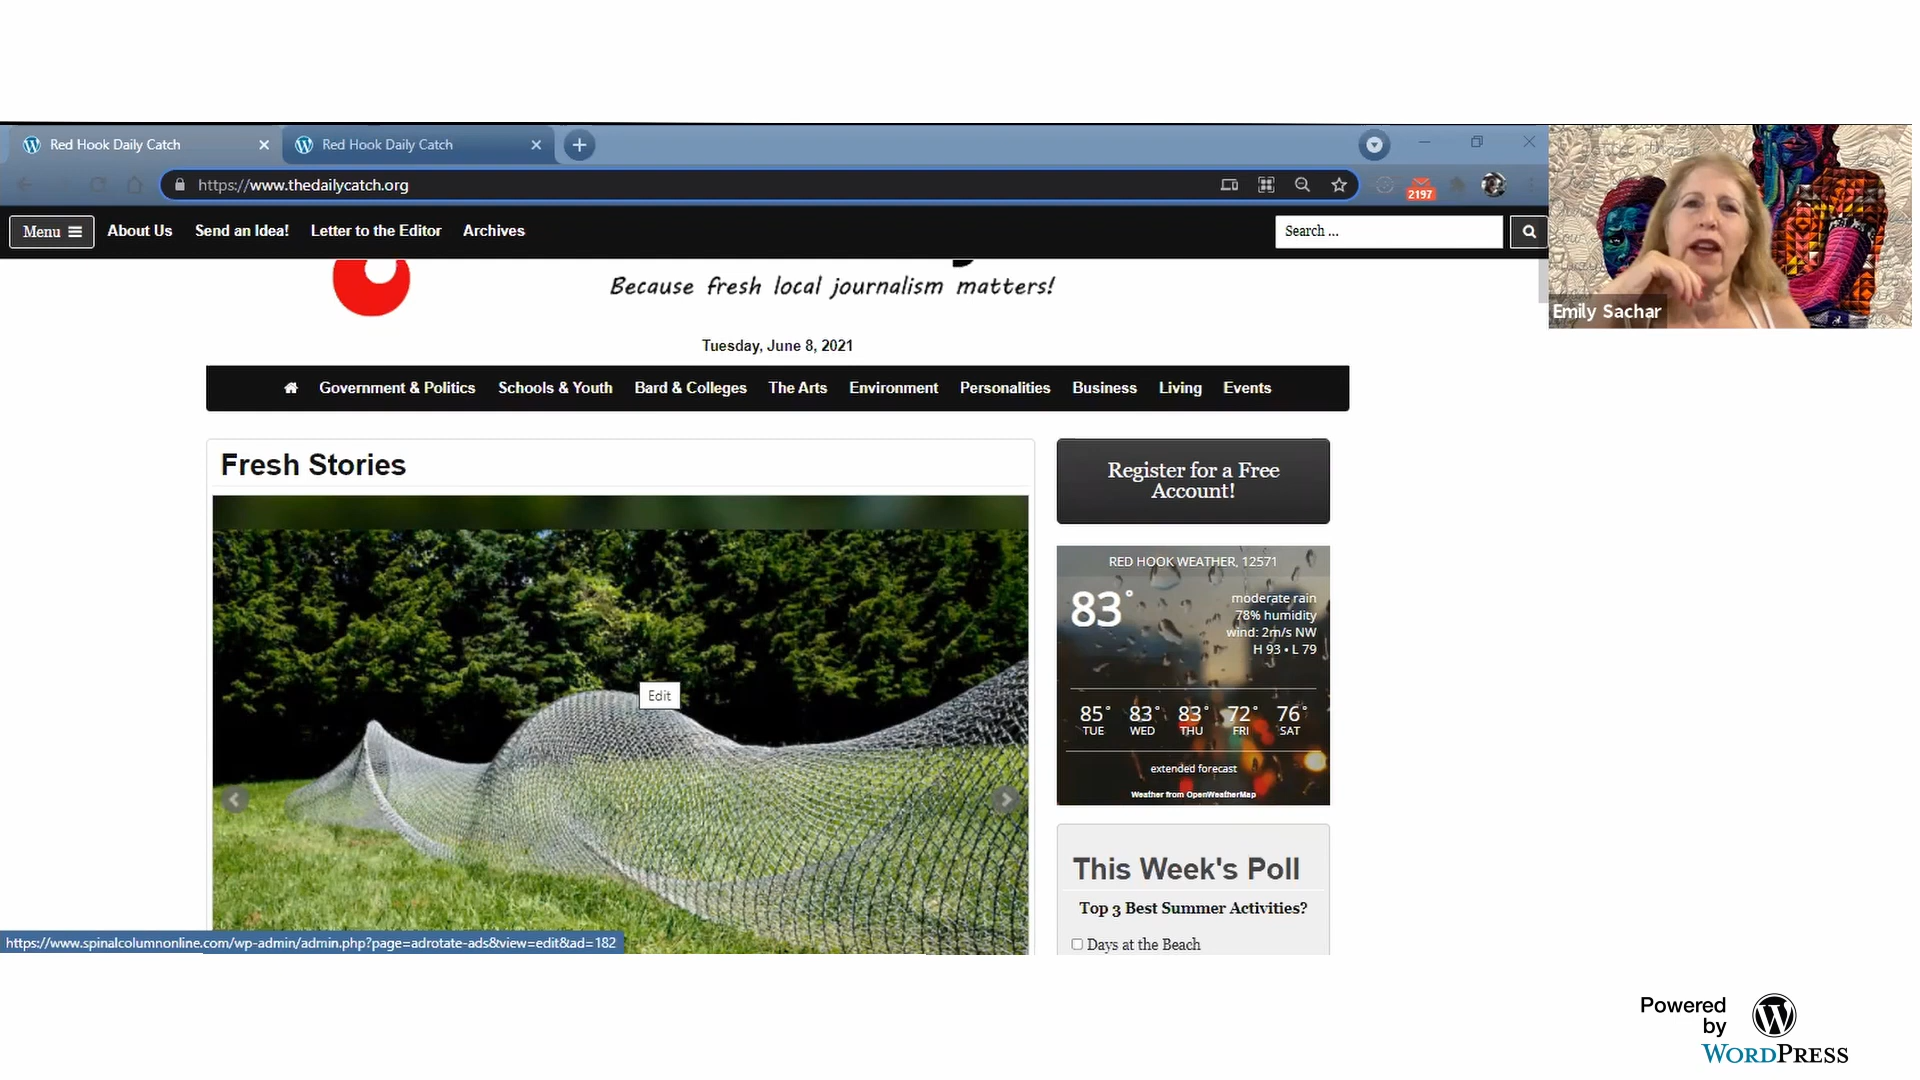 Red Hook Daily Catch
Red Hook Daily Catch
https://www.thedailycatch.org
2197
Menu
About Us
Send an Idea!
Letter to the Editor
Archives
Search ...
Emily Sachar
Because fresh local journalism matters!
Tuesday, June 8, 2021
Government & Politics
Schools & Youth
Bard & Colleges
The Arts
Environment
Personalities
Business
Living
Events
Fresh Stories
Edit
Register for a Free
Account!
RED HOOK WEATHER, 12571
83°
moderate rain
78% humidity
wind: 2m/s NW
H 93 • L 79
85° 83° 83° 72° 76°
TUE WED THU FRI SAT
extended forecast
Weather from OpenWeatherMap
This Week's Poll
Top 3 Best Summer Activities?
Days at the Beach
https://www.spinalcolumnonline.com/wp-admin/admin.php?page=adrotate-ads&view=edit&ad=182
Powered
by
WORDPRESS